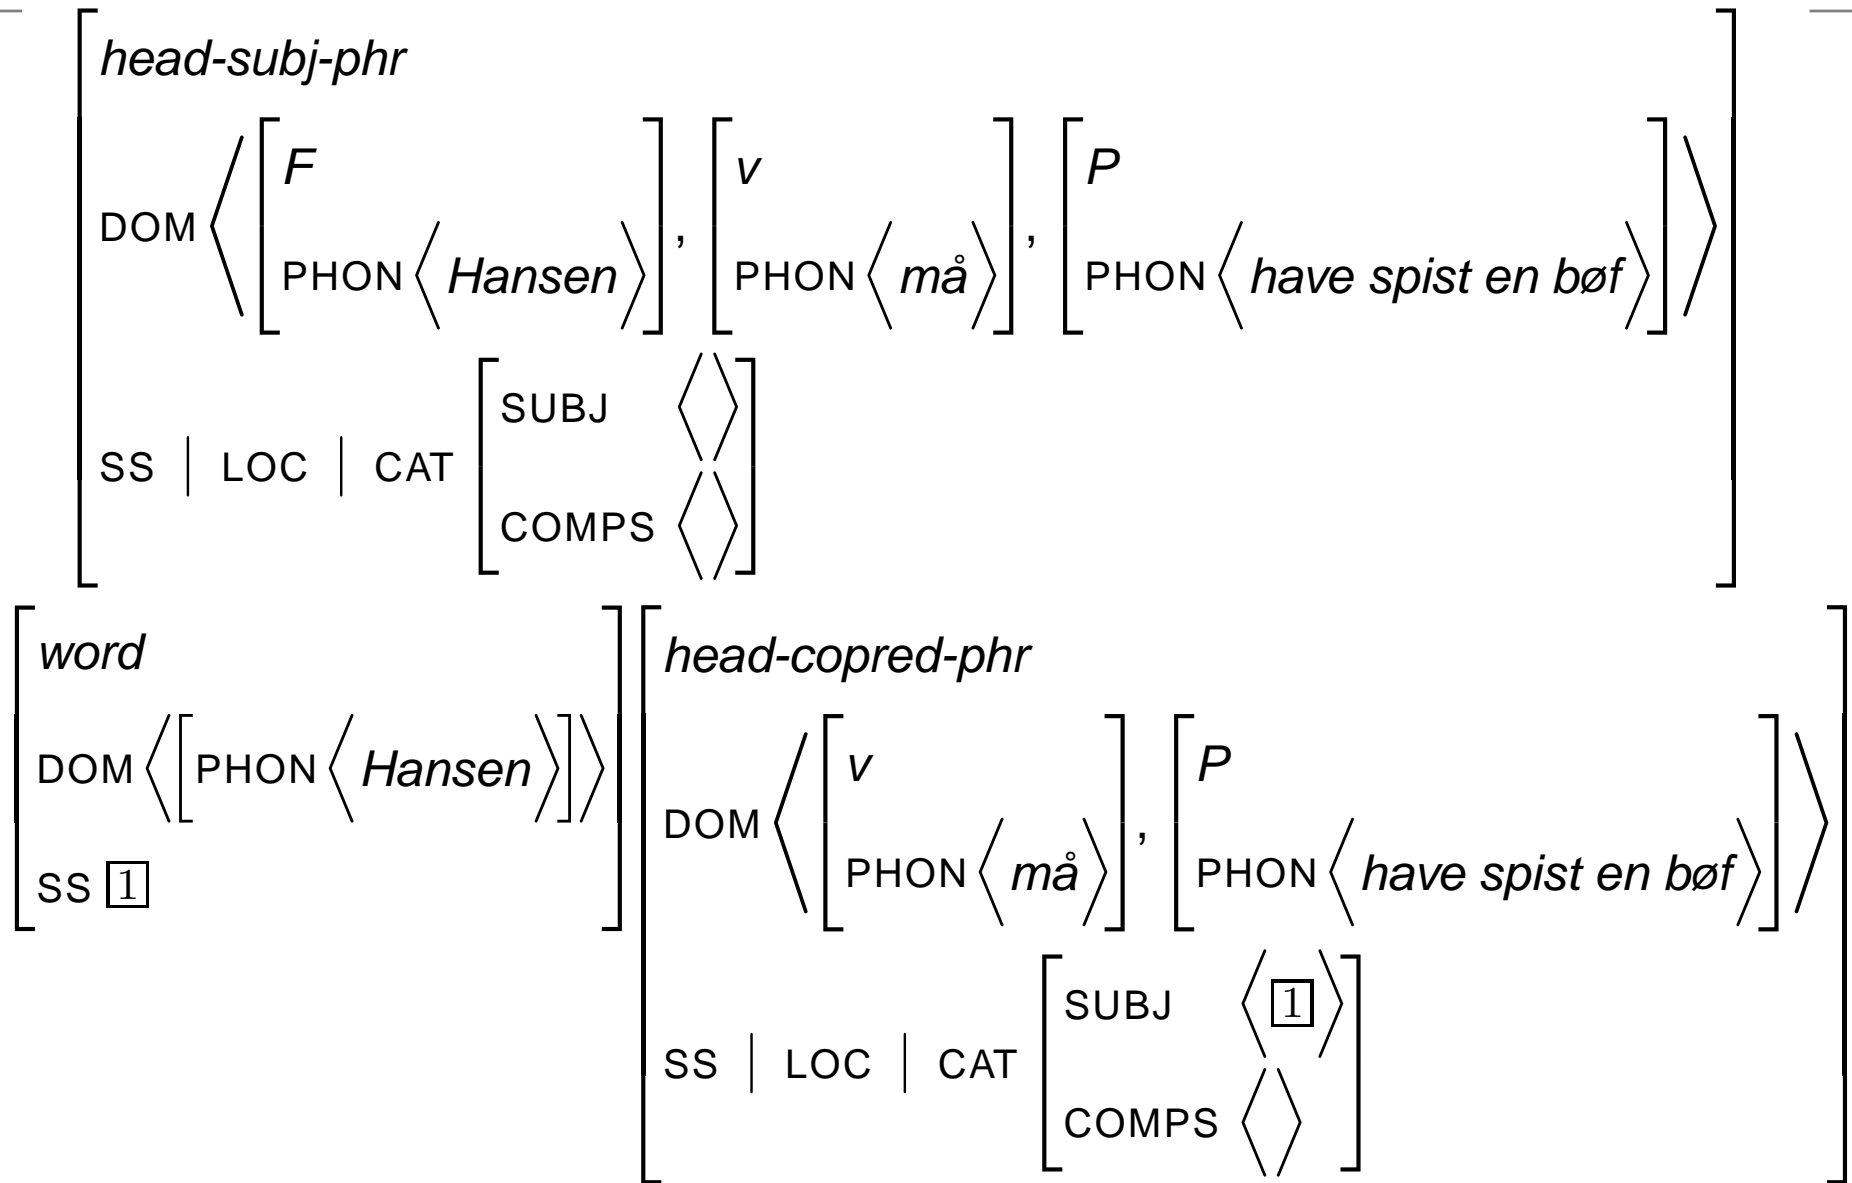 head-subj-phr
F v P
DOM ⟨ [ PHON ⟨ Hansen ⟩ ] , [ PHON ⟨ må ⟩ ] , [ PHON ⟨ have spist en bøf ⟩ ] ⟩
SUBJ ⟨ ⟩
SS | LOC | CAT
COMPS ⟨ ⟩
word
DOM ⟨ [ PHON ⟨ Hansen ⟩ ] ⟩
SS 1
head-copred-phr
v P
DOM ⟨ [ PHON ⟨ må ⟩ ] , [ PHON ⟨ have spist en bøf ⟩ ] ⟩
SUBJ ⟨ 1 ⟩
SS | LOC | CAT
COMPS ⟨ ⟩